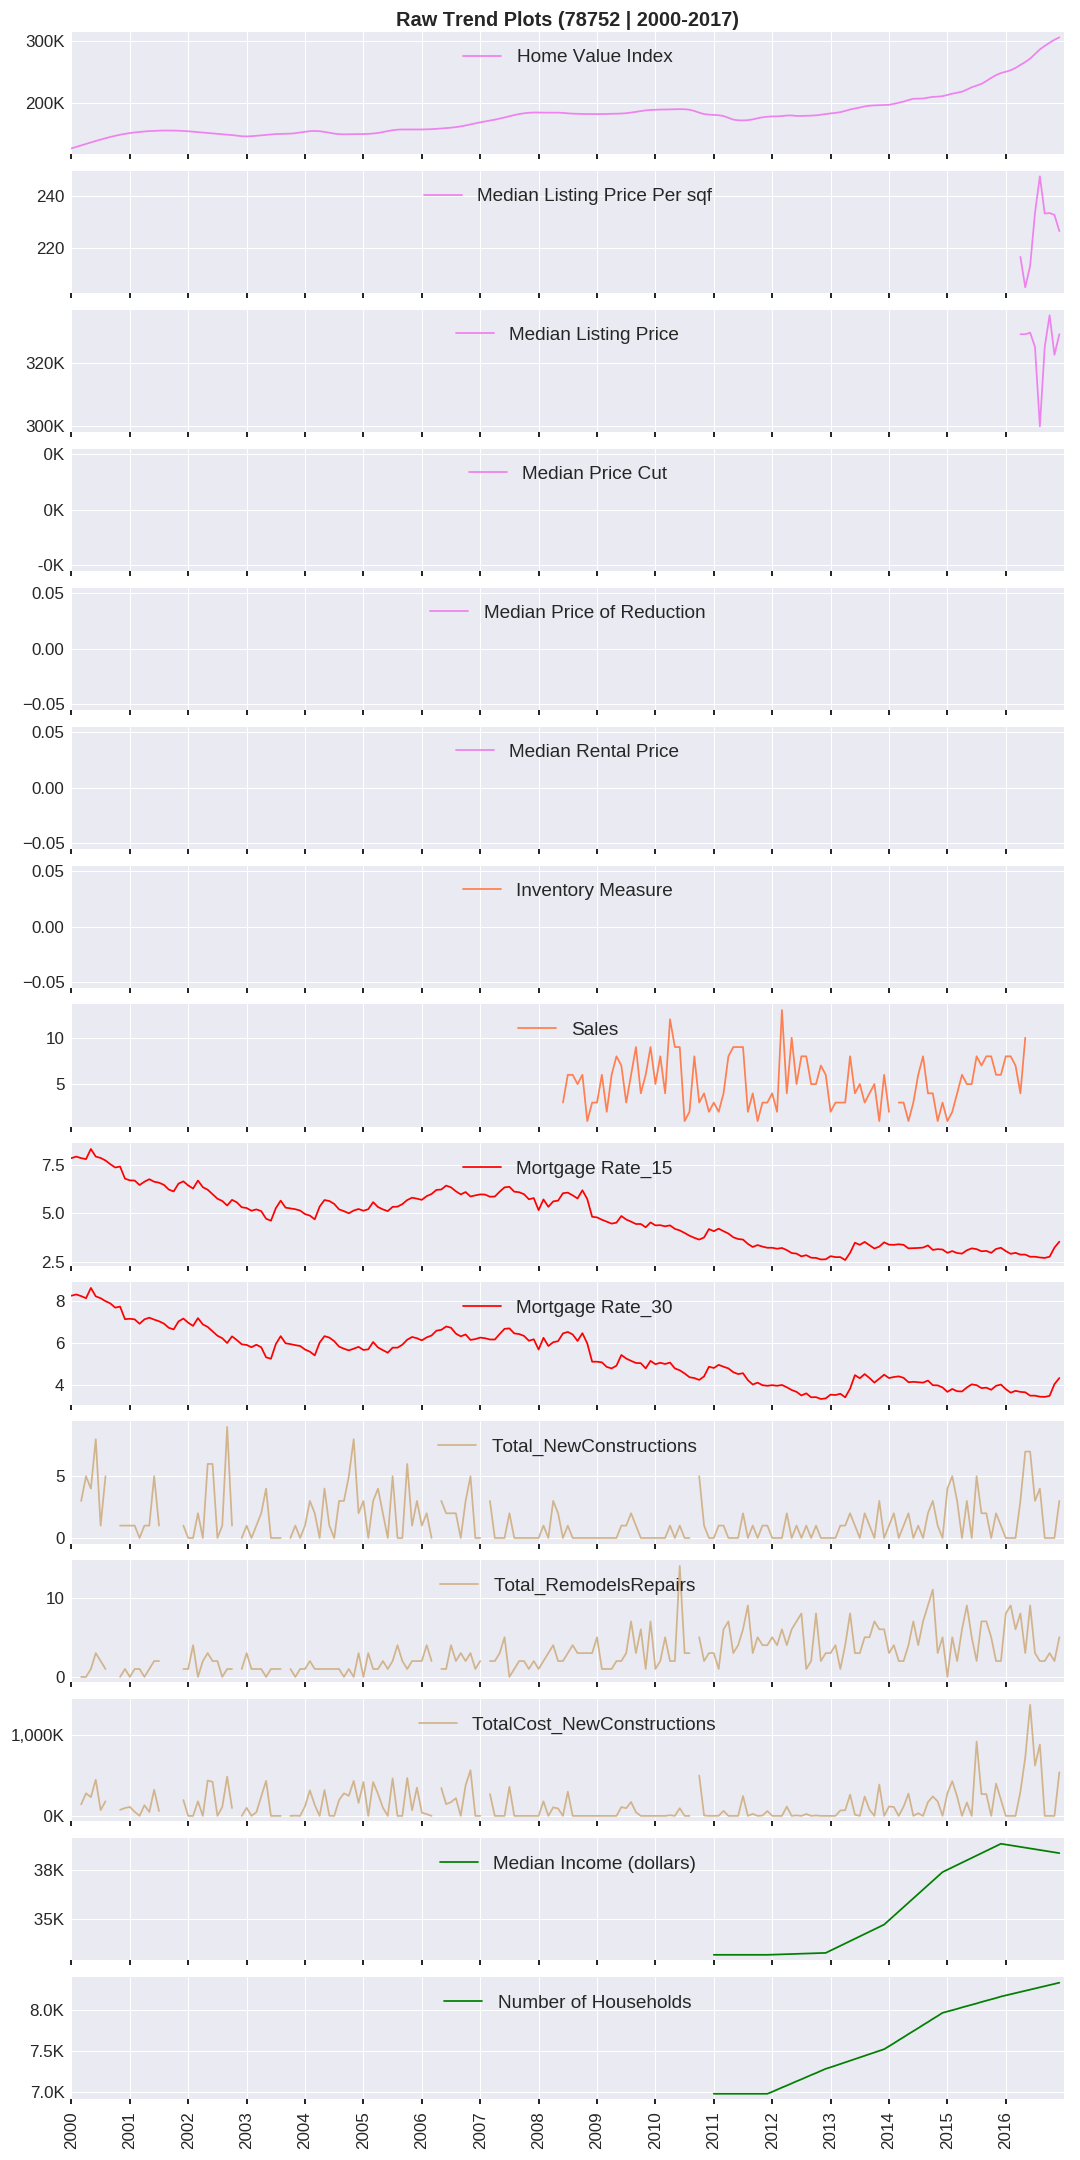 Raw Trend Plots (78752 | 2000-2017)
300K
Home Value Index
200K
240
Median Listing Price Per sqf
220
Median Listing Price
320K
300K
0K
Median Price Cut
0K
-0K
0.05
Median Price of Reduction
0.00
−0.05
0.05
Median Rental Price
0.00
−0.05
0.05
Inventory Measure
0.00
−0.05
Sales
10
5
7.5
Mortgage Rate_15
5.0
2.5
8
Mortgage Rate_30
6
4
Total_NewConstructions
5
0
Total_RemodelsRepairs
10
0
TotalCost_NewConstructions
1,000K
0K
Median Income (dollars)
38K
35K
Number of Households
8.0K
7.5K
7.0K
2000 2001 2002 2003 2004 2005 2006 2007 2008 2009 2010 2011 2012 2013 2014 2015 2016